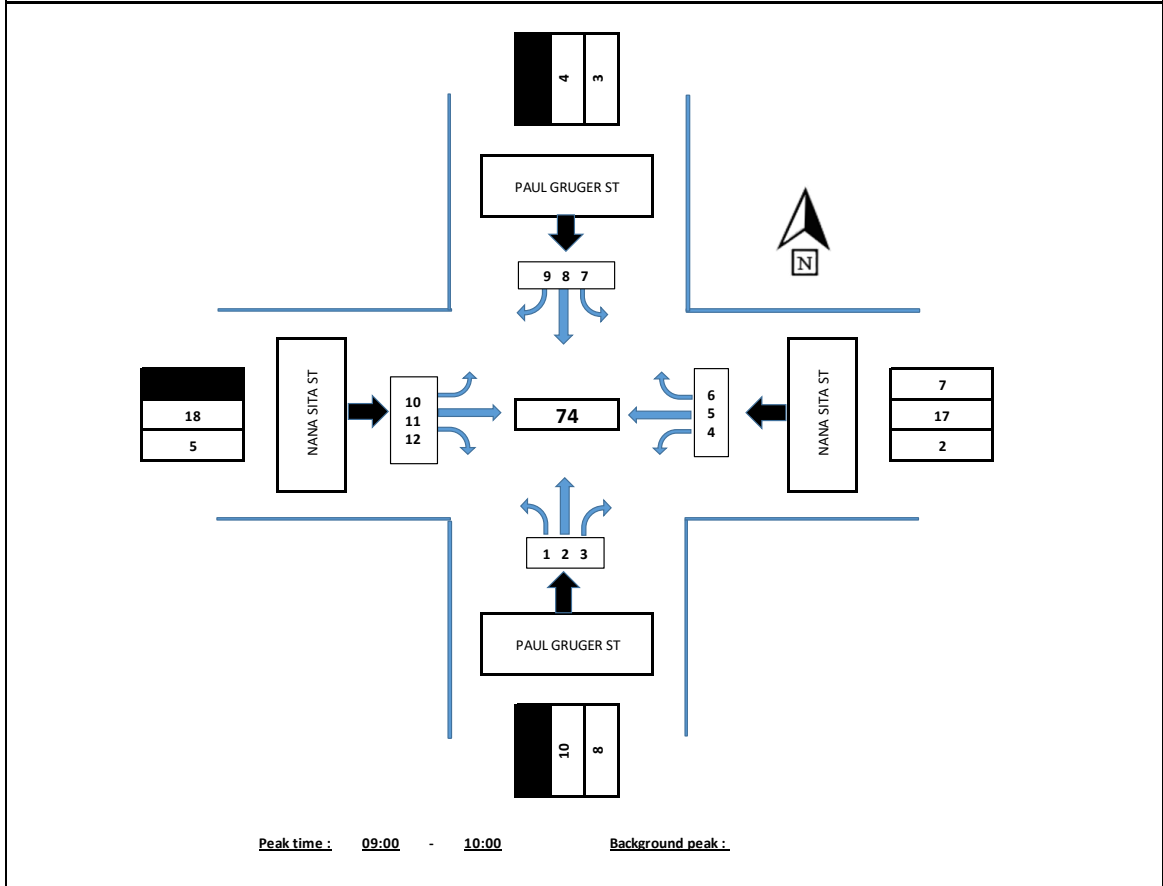 4 3
PAUL GRUGER ST
N
9 8 7
NANA SITA ST
18
5
10
11
12
74
6
5
4
NANA SITA ST
7
17
2
1 2 3
PAUL GRUGER ST
10 8
Peak time : 09:00 - 10:00 Background peak :